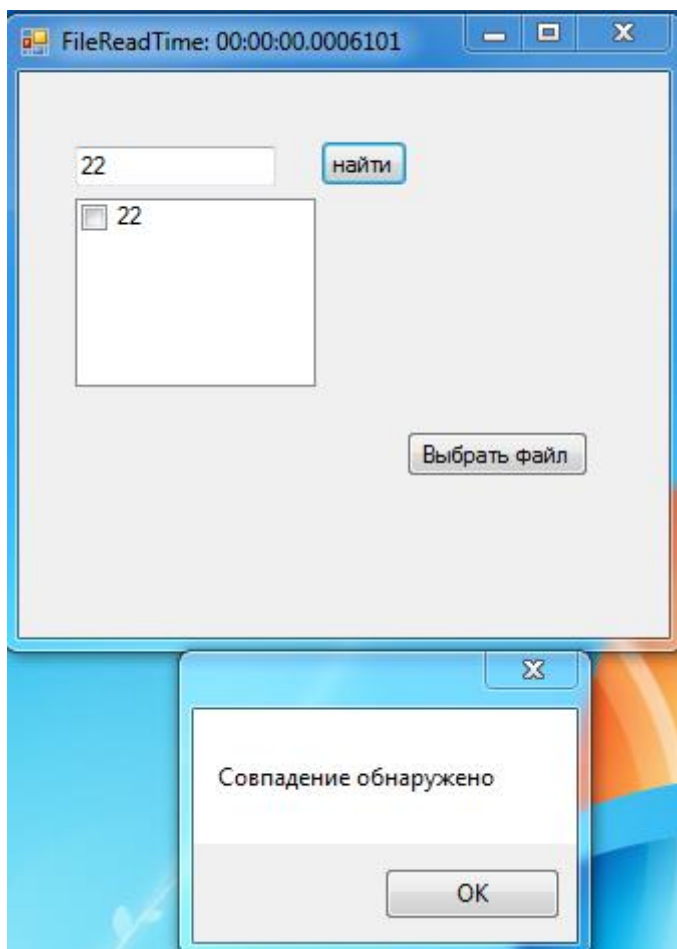 FileReadTime: 00:00:00.0006101
22
найти
22
Выбрать файл
Совпадение обнаружено
OK